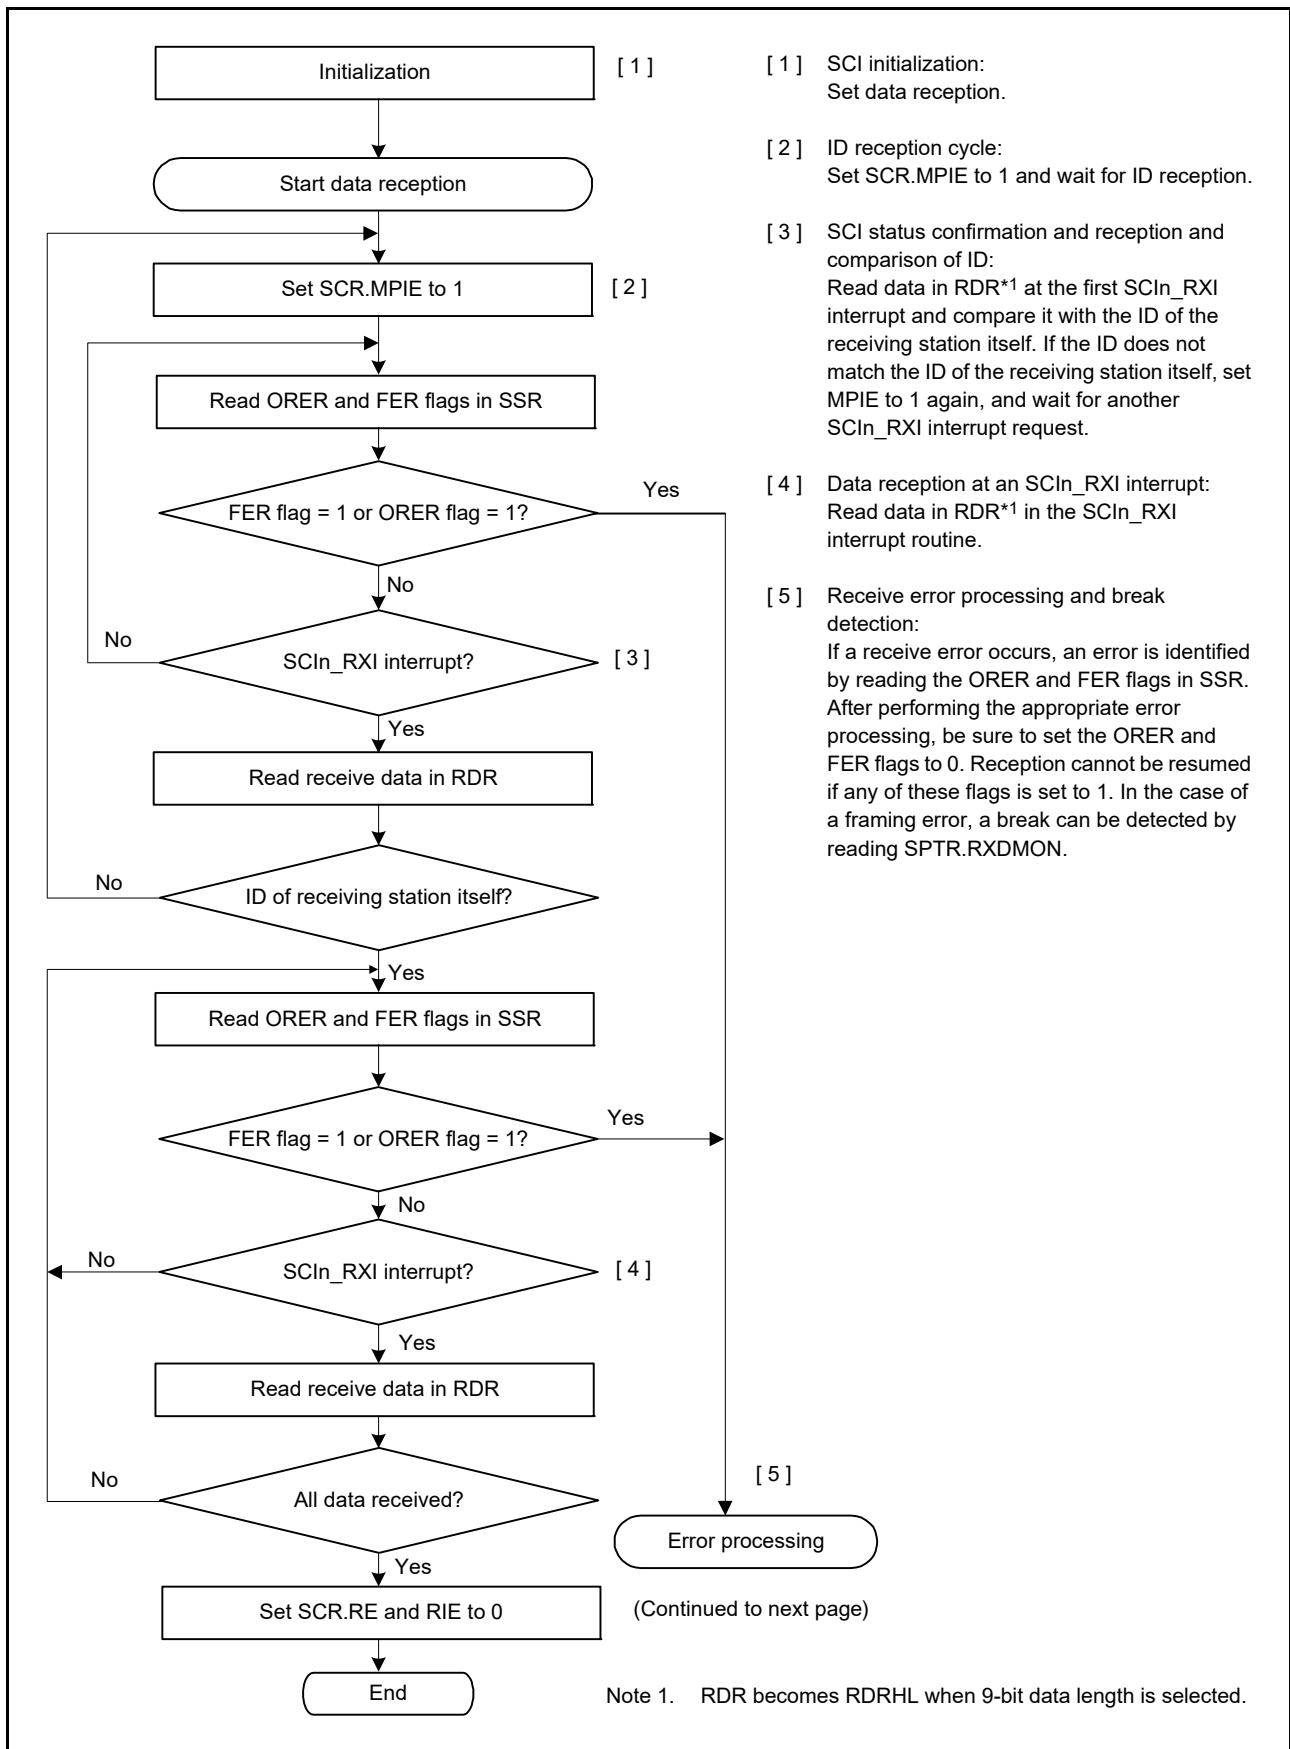 Initialization
[ 1 ]
Start data reception
Set SCR.MPIE to 1
[ 2 ]
Read ORER and FER flags in SSR
FER flag = 1 or ORER flag = 1?
Yes
No
SCIn_RXI interrupt?
No
[ 3 ]
Yes
Read receive data in RDR
ID of receiving station itself?
No
Yes
Read ORER and FER flags in SSR
FER flag = 1 or ORER flag = 1?
Yes
No
SCIn_RXI interrupt?
No
[ 4 ]
Yes
Read receive data in RDR
All data received?
No
Yes
Set SCR.RE and RIE to 0
End
[ 5 ]
Error processing
(Continued to next page)
[ 1 ] SCI initialization:
Set data reception.
[ 2 ] ID reception cycle:
Set SCR.MPIE to 1 and wait for ID reception.
[ 3 ] SCI status confirmation and reception and
comparison of ID:
Read data in RDR*1 at the first SCIn_RXI
interrupt and compare it with the ID of the
receiving station itself. If the ID does not
match the ID of the receiving station itself, set
MPIE to 1 again, and wait for another
SCIn_RXI interrupt request.
[ 4 ] Data reception at an SCIn_RXI interrupt:
Read data in RDR*1 in the SCIn_RXI
interrupt routine.
[ 5 ] Receive error processing and break
detection:
If a receive error occurs, an error is identified
by reading the ORER and FER flags in SSR.
After performing the appropriate error
processing, be sure to set the ORER and
FER flags to 0. Reception cannot be resumed
if any of these flags is set to 1. In the case of
a framing error, a break can be detected by
reading SPTR.RXDMON.
Note 1. RDR becomes RDRHL when 9-bit data length is selected.